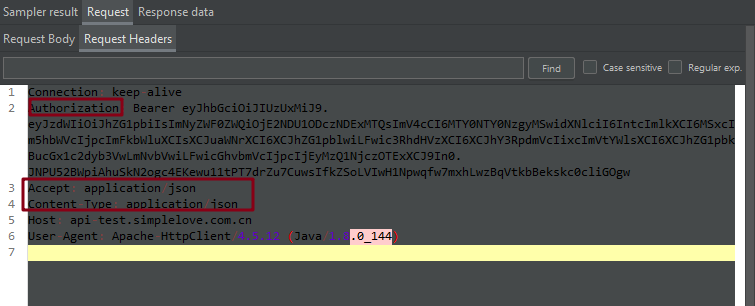 Sampler result Request Response data
Request Body Request Headers
Find Case sensitive Regular exp.
1 Connection: keep-alive
2 Authorization: Bearer eyJhbGciOiJIUzUxMiJ9.
eyJzdWIiOiJhZG1pbiIsImNyZWF0ZWQiOjE2NDU1ODczNDExMTQsImV4cCI6MTY0NTY0NzgyMSwidXNlciI6IntcImlkXCI6MSxcI
m5hbWVcIjpcImFkbWluXCIsXCJuaWNrXCI6XCJhZG1pblwiLFwic3RhdHVzXCI6XCJhY3RpdmVcIixcImVtYWlsXCI6XCJhZG1pbk
BucGx1c2dyb3VwLmNvbVwiLFwicGhvbmVcIjpcIjEyMzQ1NjczOTExXCJ9In0.
JNPU52BWpiAhuSkN2ogc4EKewu11tPT7drZu7CuwsIfkZSoLVIwH1Npwqfw7mxhLwzBqVtkbBekskc0cliGOgw
3 Accept: application/json
4 Content-Type: application/json
5 Host: api-test.simplelove.com.cn
6 User-Agent: Apache-HttpClient/4.5.12 (Java/1.8.0_144)
7